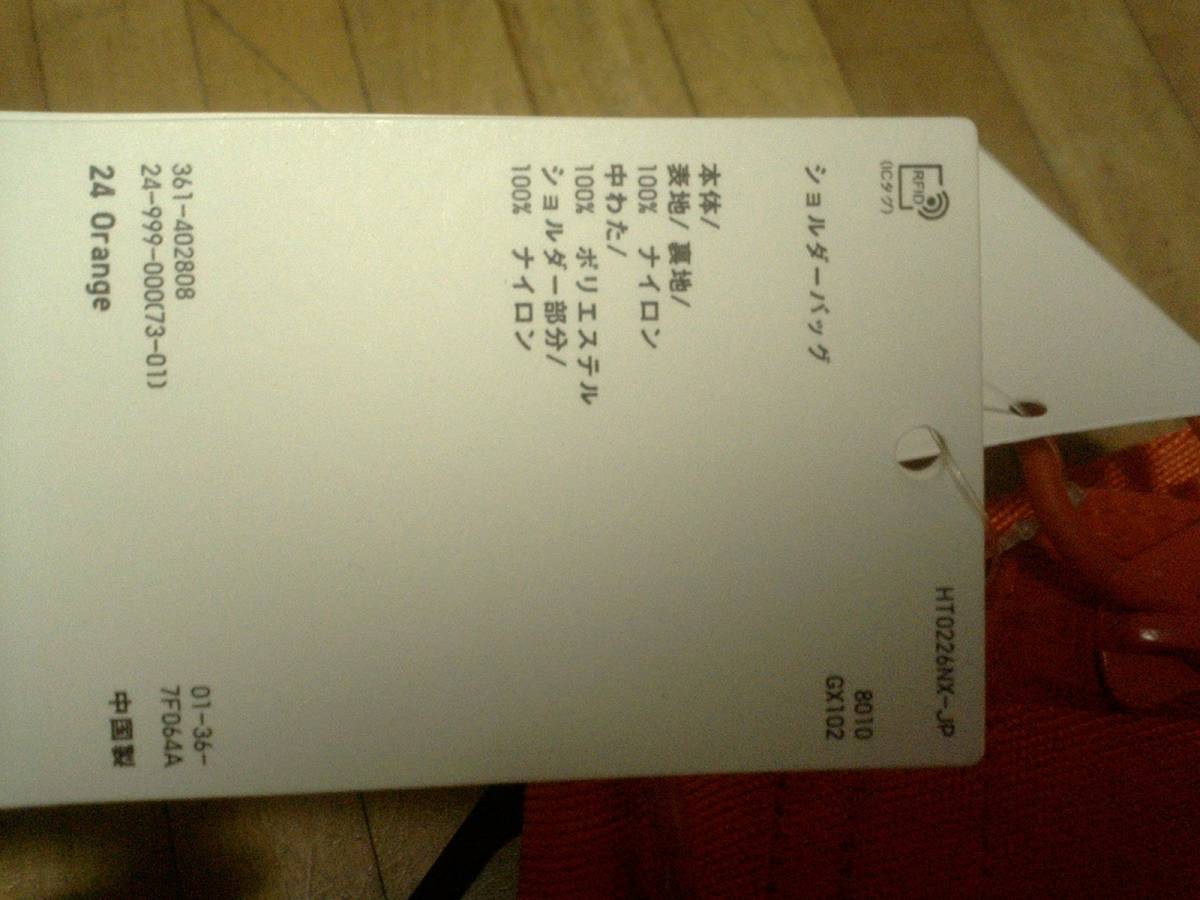 HT0226NX-JP
RFID
(ICタグ)
8010
GX102
ショルダーバッグ
本体/
表地/ 裏地/
100% ナイロン
中わた/
100% ポリエステル
ショルダー部分/
100% ナイロン
361-402808
24-999-000(73-01)
24 Orange
01-36-
7F064A
中国製